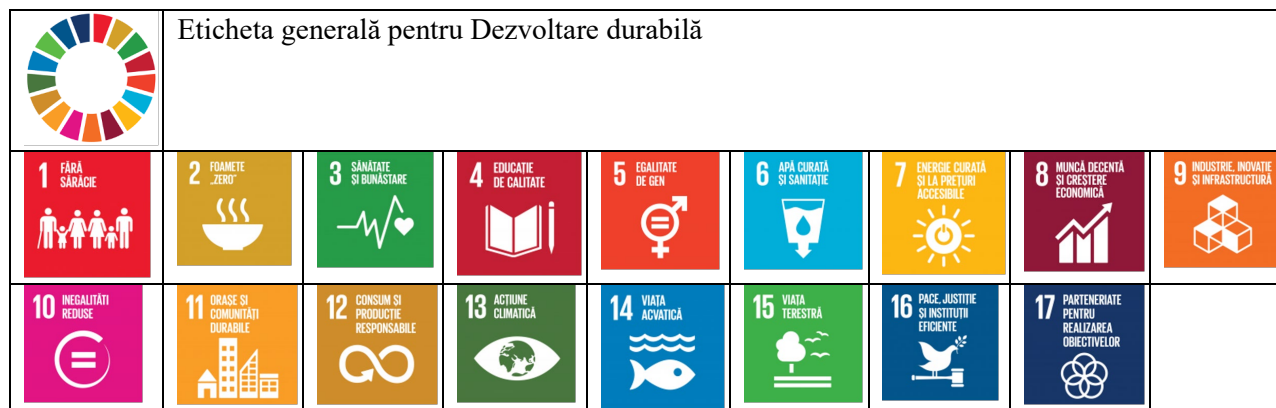 Eticheta generală pentru Dezvoltare durabilă
1 FĂRĂ
SĂRĂCIE
2 FOAMETE
„ZERO”
3 SĂNĂTATE
ȘI BUNĂSTARE
4 EDUCAȚIE
DE CALITATE
5 EGALITATE
DE GEN
6 APĂ CURATĂ
ȘI SANITAȚIE
7 ENERGIE CURATĂ
ȘI LA PREȚURI
ACCESIBILE
8 MUNCĂ DECENTĂ
ȘI CREȘTERE
ECONOMICĂ
9 INDUSTRIE, INOVAȚIE
ȘI INFRASTRUCTURĂ
10 INEGALITĂȚI
REDUSE
11 ORAȘE ȘI
COMUNITĂȚI
DURABILE
12 CONSUM ȘI
PRODUCȚIE
RESPONSABILE
13 ACȚIUNE
CLIMATICĂ
14 VIAȚA
ACVATICĂ
15 VIAȚA
TERESTRĂ
16 PACE, JUSTIȚIE
ȘI INSTITUȚII
EFICIENTE
17 PARTENERIATE
PENTRU
REALIZAREA
OBIECTIVELOR